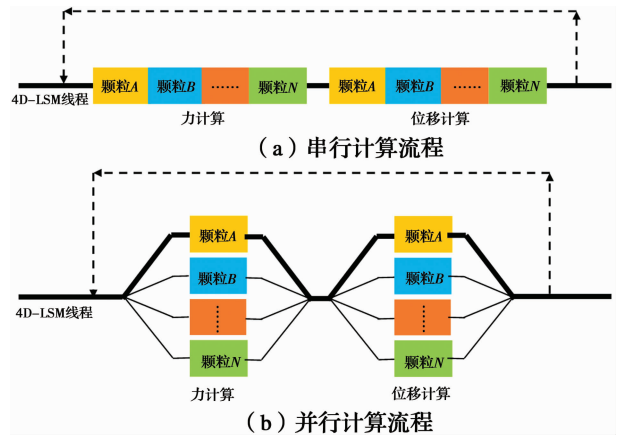 颗粒A 颗粒B …… 颗粒N 颗粒A 颗粒B …… 颗粒N
4D-LSM线程
力计算 位移计算
(a)串行计算流程
颗粒A 颗粒A
颗粒B 颗粒B
…… ……
4D-LSM线程
颗粒N 颗粒N
力计算 位移计算
(b)并行计算流程